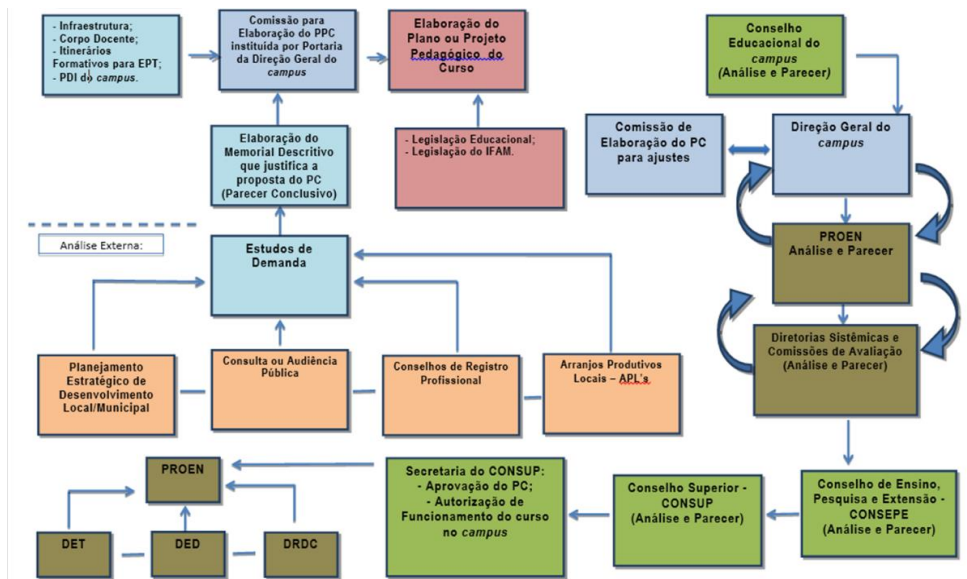 - Infraestrutura;
- Corpo Docente;
- Itinerários
Formativos para EPT;
- PDI do campus.
Comissão para
Elaboração do PPC
instituída por Portaria
da Direção Geral do
campus
Elaboração do
Plano ou Projeto
Pedagógico do
Curso
Conselho
Educacional do
campus
(Análise e Parecer)
Elaboração do
Memorial Descritivo
que justifica a
proposta do PC
(Parecer Conclusivo)
- Legislação Educacional;
- Legislação do IFAM.
Comissão de
Elaboração do PC
para ajustes
Direção Geral do
campus
Análise Externa:
Estudos de
Demanda
PROEN
Análise e Parecer
Planejamento
Estratégico de
Desenvolvimento
Local/Municipal
Consulta ou Audiência
Pública
Conselhos de Registro
Profissional
Arranjos Produtivos
Locais – APL's
Diretorias Sistêmicas e
Comissões de Avaliação
(Análise e Parecer)
PROEN
DET
DED
DRDC
Secretaria do CONSUP:
- Aprovação do PC;
- Autorização de
Funcionamento do curso
no campus
Conselho Superior -
CONSUP
(Análise e Parecer)
Conselho de Ensino,
Pesquisa e Extensão -
CONSEPE
(Análise e Parecer)